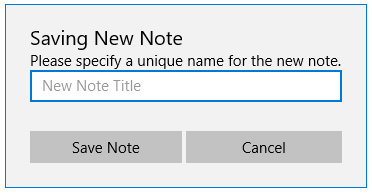 Saving New Note
Please specify a unique name for the new note.
New Note Title
Save Note Cancel